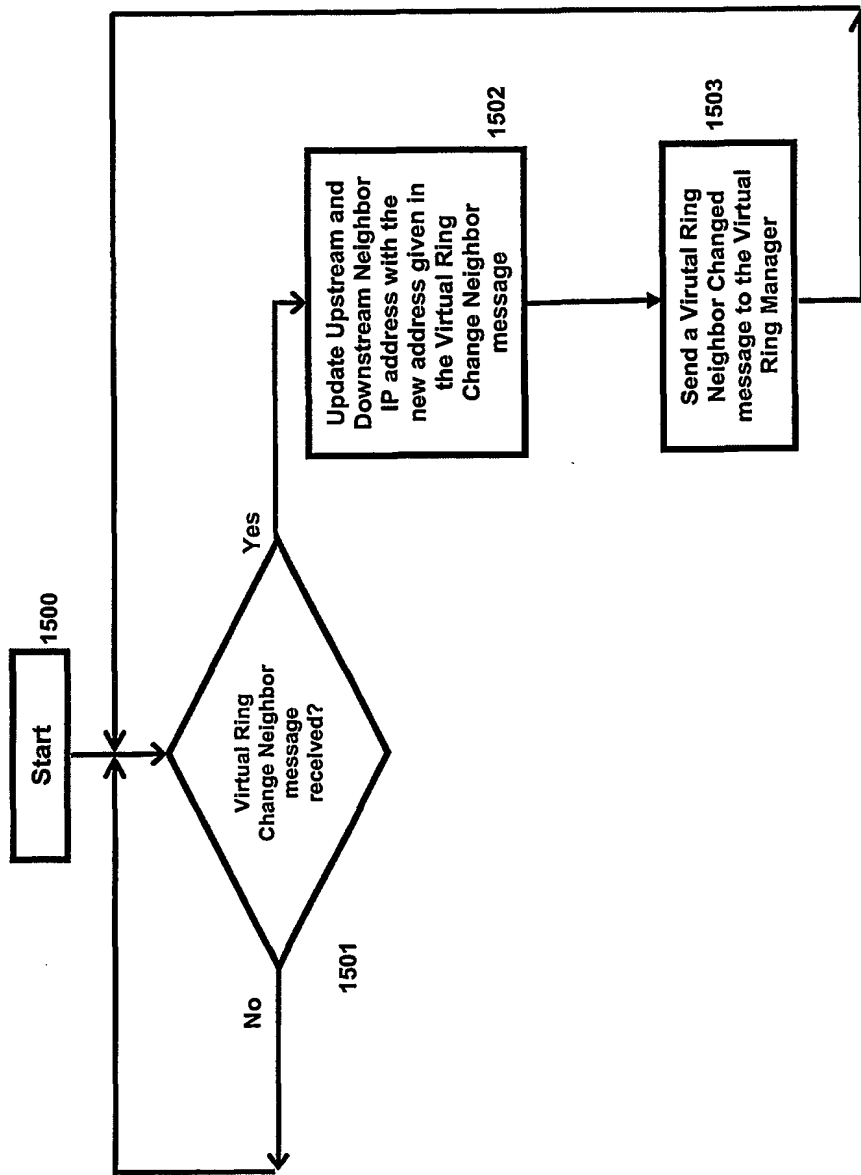 Start
1500
Virtual Ring
Change Neighbor
message
received?
1501
No
Yes
Update Upstream and
Downstream Neighbor
IP address with the
new address given in
the Virtual Ring
Change Neighbor
message
1502
Send a Virutal Ring
Neighbor Changed
message to the Virtual
Ring Manager
1503